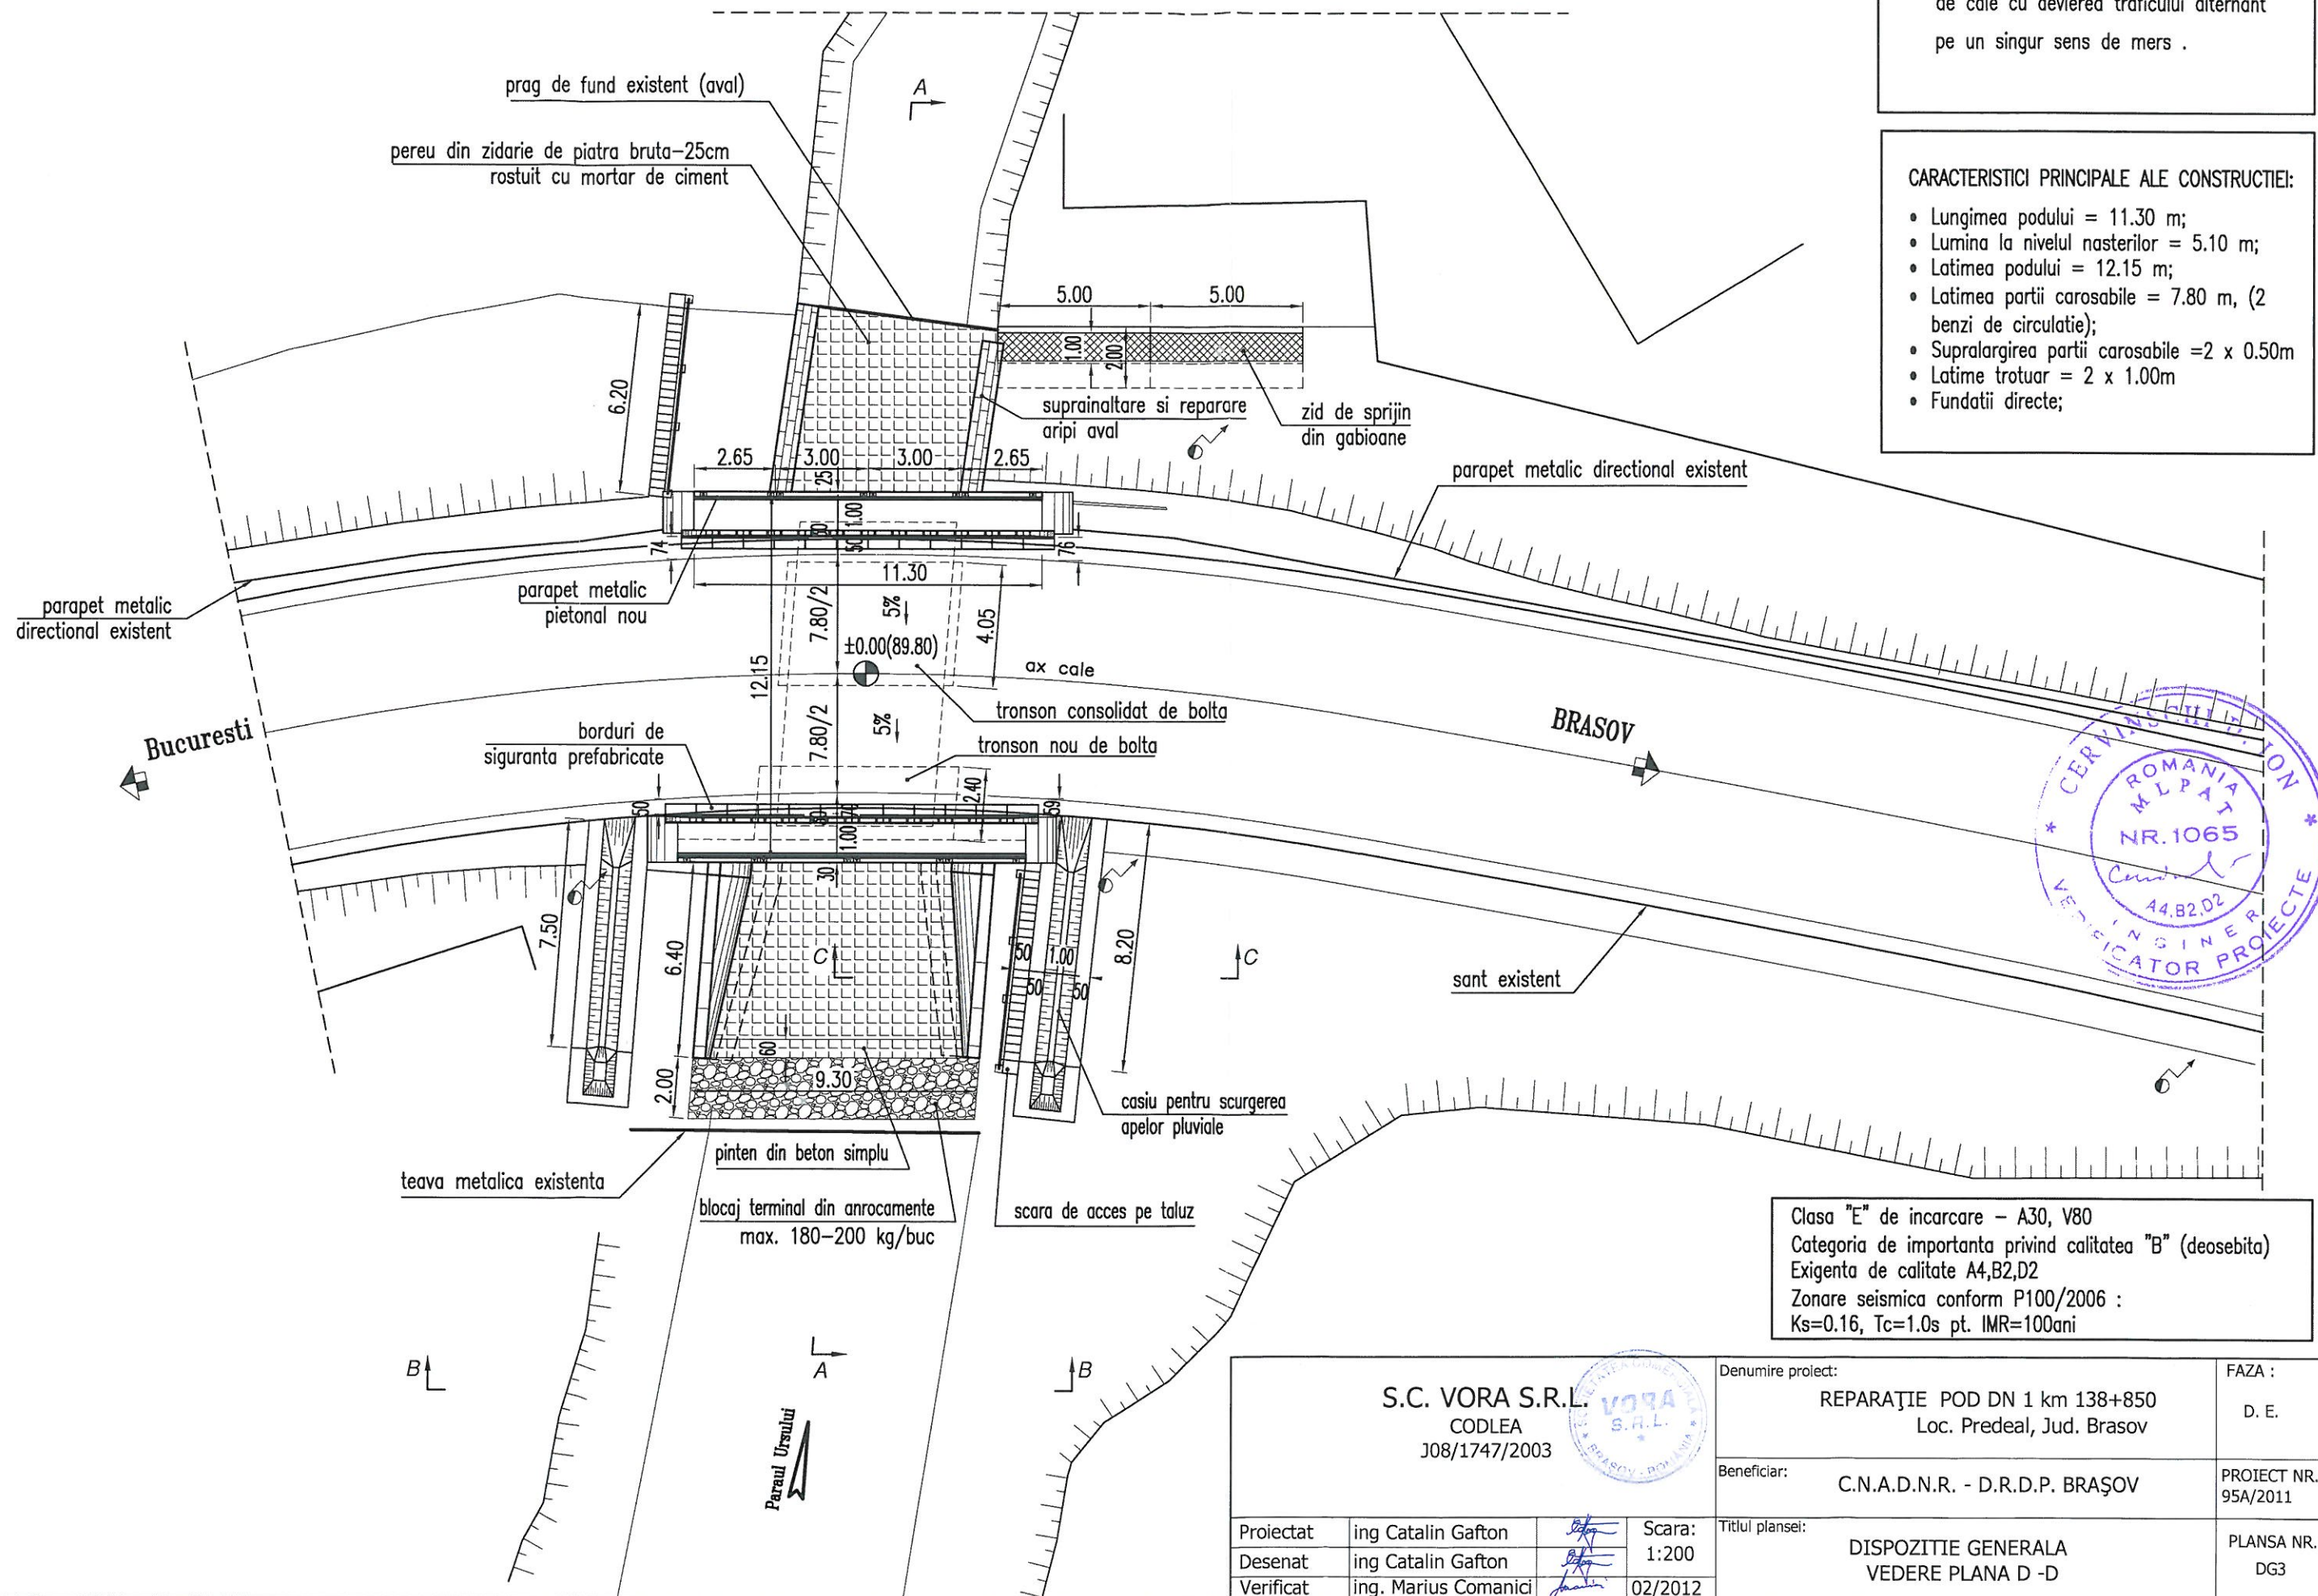 de cale cu devierea traficului alternant
pe un singur sens de mers .
CARACTERISTICI PRINCIPALE ALE CONSTRUCTIEI:
• Lungimea podului = 11.30 m;
• Lumina la nivelul nasterilor = 5.10 m;
• Latimea podului = 12.15 m;
• Latimea partii carosabile = 7.80 m, (2
benzi de circulatie);
• Supralargirea partii carosabile =2 x 0.50m
• Latime trotuar = 2 x 1.00m
• Fundatii directe;
prag de fund existent (aval)
A
pereu din zidarie de piatra bruta-25cm
rostuit cu mortar de ciment
5.00
5.00
1.00
2.00
6.20
suprainaltare si reparare
aripi aval
zid de sprijin
din gabioane
2.65
3.00
3.00
2.65
25
parapet metalic directional existent
1.00
50
74
76
11.30
parapet metalic
directional existent
parapet metalic
pietonal nou
7.80/2
5%
4.05
±0.00(89.80)
ax cale
12.15
tronson consolidat de bolta
Bucuresti
BRASOV
borduri de
siguranta prefabricate
7.80/2
5%
tronson nou de bolta
2.40
50
59
1.00
30
7.50
6.40
C
C
50
1.00
50
50
8.20
sant existent
60
9.30
2.00
casiu pentru scurgerea
apelor pluviale
pinten din beton simplu
teava metalica existenta
blocaj terminal din anrocamente
max. 180-200 kg/buc
scara de acces pe taluz
B
A
B
Paraul Ursului
CERVINSCHI D. ION
ROMANIA
MLPAT
NR. 1065
A4,B2,D2
INGINER
VERIFICATOR PROIECTE
Clasa "E" de incarcare - A30, V80
Categoria de importanta privind calitatea "B" (deosebita)
Exigenta de calitate A4,B2,D2
Zonare seismica conform P100/2006 :
Ks=0.16, Tc=1.0s pt. IMR=100ani
S.C. VORA S.R.L.
CODLEA
J08/1747/2003
SOCIETATEA COMERCIALA
VORA
S.R.L.
BRASOV - ROMÂNIA
Denumire proiect:
REPARAŢIE POD DN 1 km 138+850
Loc. Predeal, Jud. Brasov
FAZA :
D. E.
Beneficiar:
C.N.A.D.N.R. - D.R.D.P. BRAŞOV
PROIECT NR.
95A/2011
Proiectat ing Catalin Gafton
Desenat ing Catalin Gafton
Verificat ing. Marius Comanici
Scara:
1:200
02/2012
Titlul plansei:
DISPOZITIE GENERALA
VEDERE PLANA D -D
PLANSA NR.
DG3